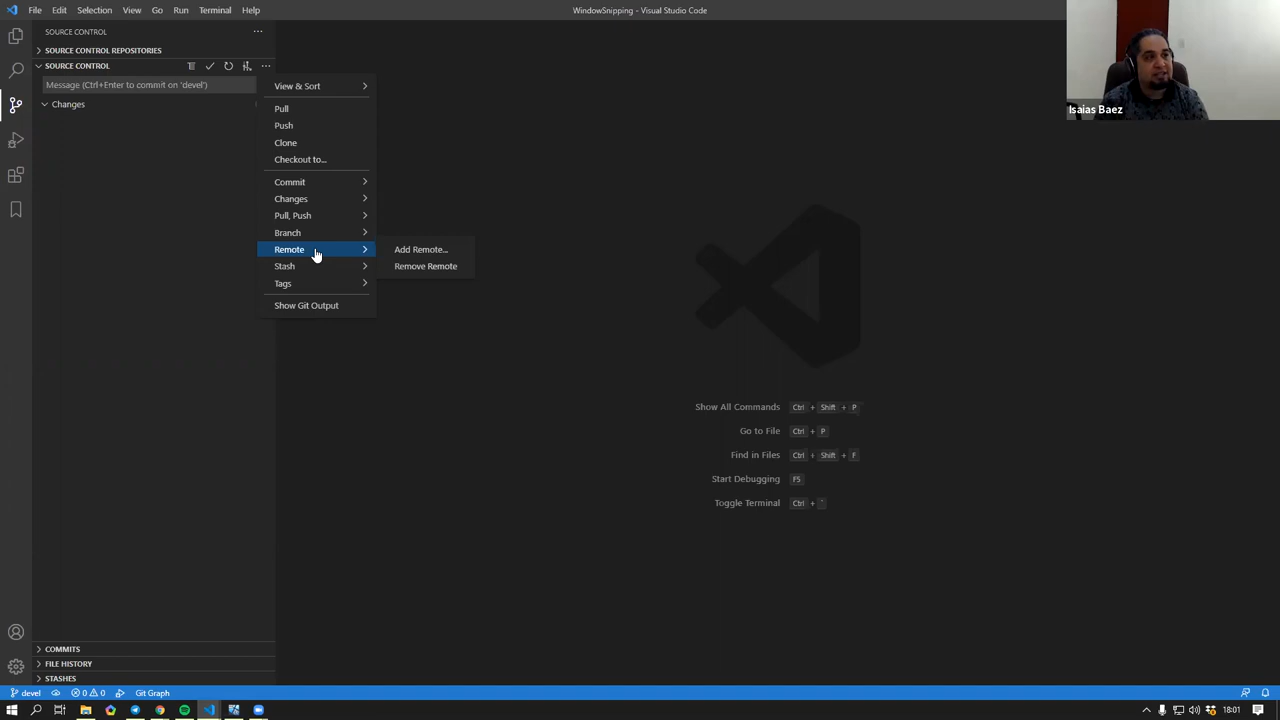 File Edit Selection View Go Run Terminal Help
WindowSnipping - Visual Studio Code
SOURCE CONTROL
SOURCE CONTROL REPOSITORIES
SOURCE CONTROL
Message (Ctrl+Enter to commit on 'devel')
Changes
View & Sort
Pull
Push
Clone
Checkout to...
Commit
Changes
Pull, Push
Branch
Remote
Stash
Tags
Show Git Output
Add Remote...
Remove Remote
Isaias Baez
Show All Commands Ctrl + Shift + P
Go to File Ctrl + P
Find in Files Ctrl + Shift + F
Start Debugging F5
Toggle Terminal Ctrl + `
COMMITS
FILE HISTORY
STASHES
devel 0 0 Git Graph
18:01